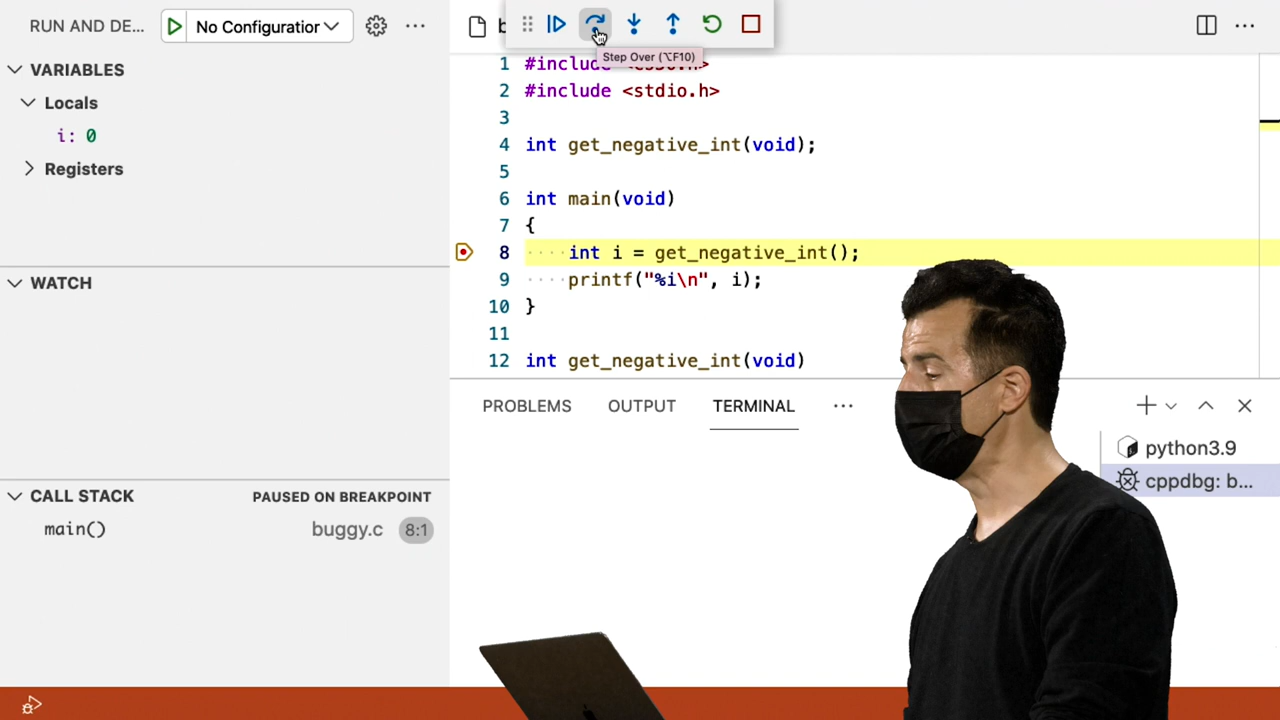 RUN AND DE...
No Configuration
VARIABLES
Locals
i: 0
Registers
WATCH
CALL STACK
PAUSED ON BREAKPOINT
main()
buggy.c
8:1
b
Step Over (⌥F10)
1 #include <cs50.h>
2 #include <stdio.h>
3
4 int get_negative_int(void);
5
6 int main(void)
7 {
8 ····int i = get_negative_int();
9 ····printf("%i\n", i);
10 }
11
12 int get_negative_int(void)
PROBLEMS
OUTPUT
TERMINAL
python3.9
cppdbg: b...